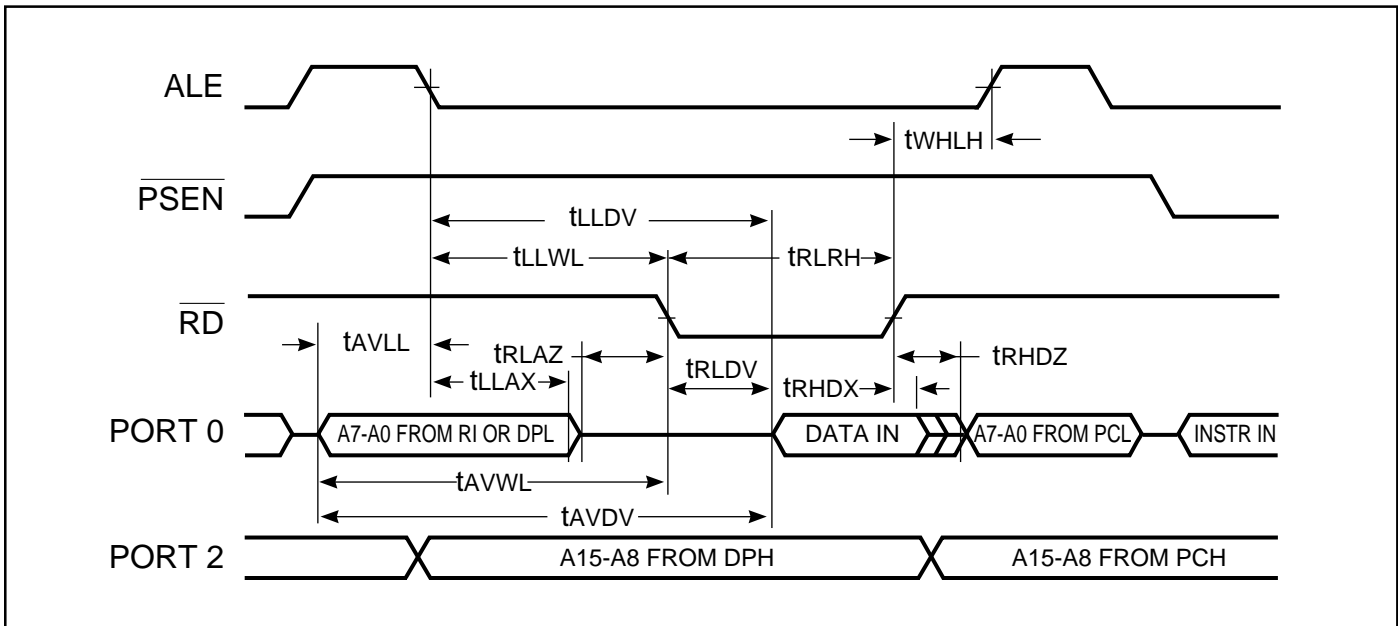 ALE
tWHLH
PSEN
tLLDV
tLLWL
tRLRH
RD
tAVLL
tRLAZ
tRLDV
tRHDZ
tLLAX
tRHDX
PORT 0
A7-A0 FROM RI OR DPL
DATA IN
A7-A0 FROM PCL
INSTR IN
tAVWL
tAVDV
PORT 2
A15-A8 FROM DPH
A15-A8 FROM PCH